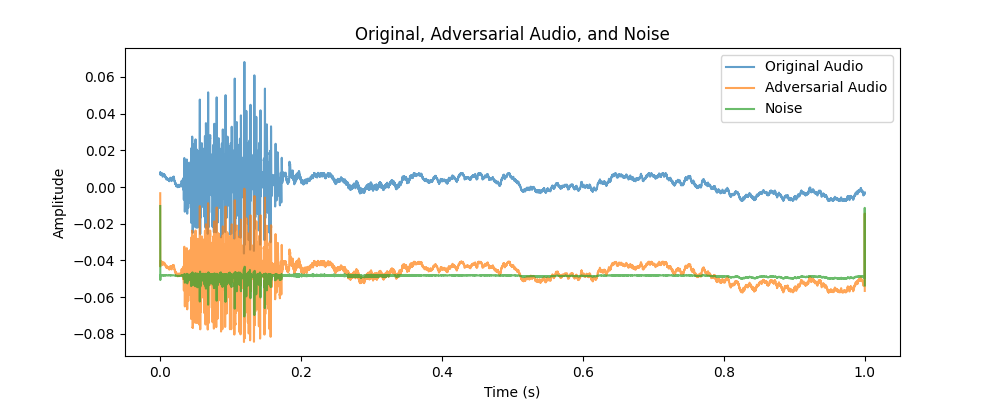 Original, Adversarial Audio, and Noise
Original Audio
Adversarial Audio
Noise
Amplitude
0.06
0.04
0.02
0.00
−0.02
−0.04
−0.06
−0.08
0.0 0.2 0.4 0.6 0.8 1.0
Time (s)